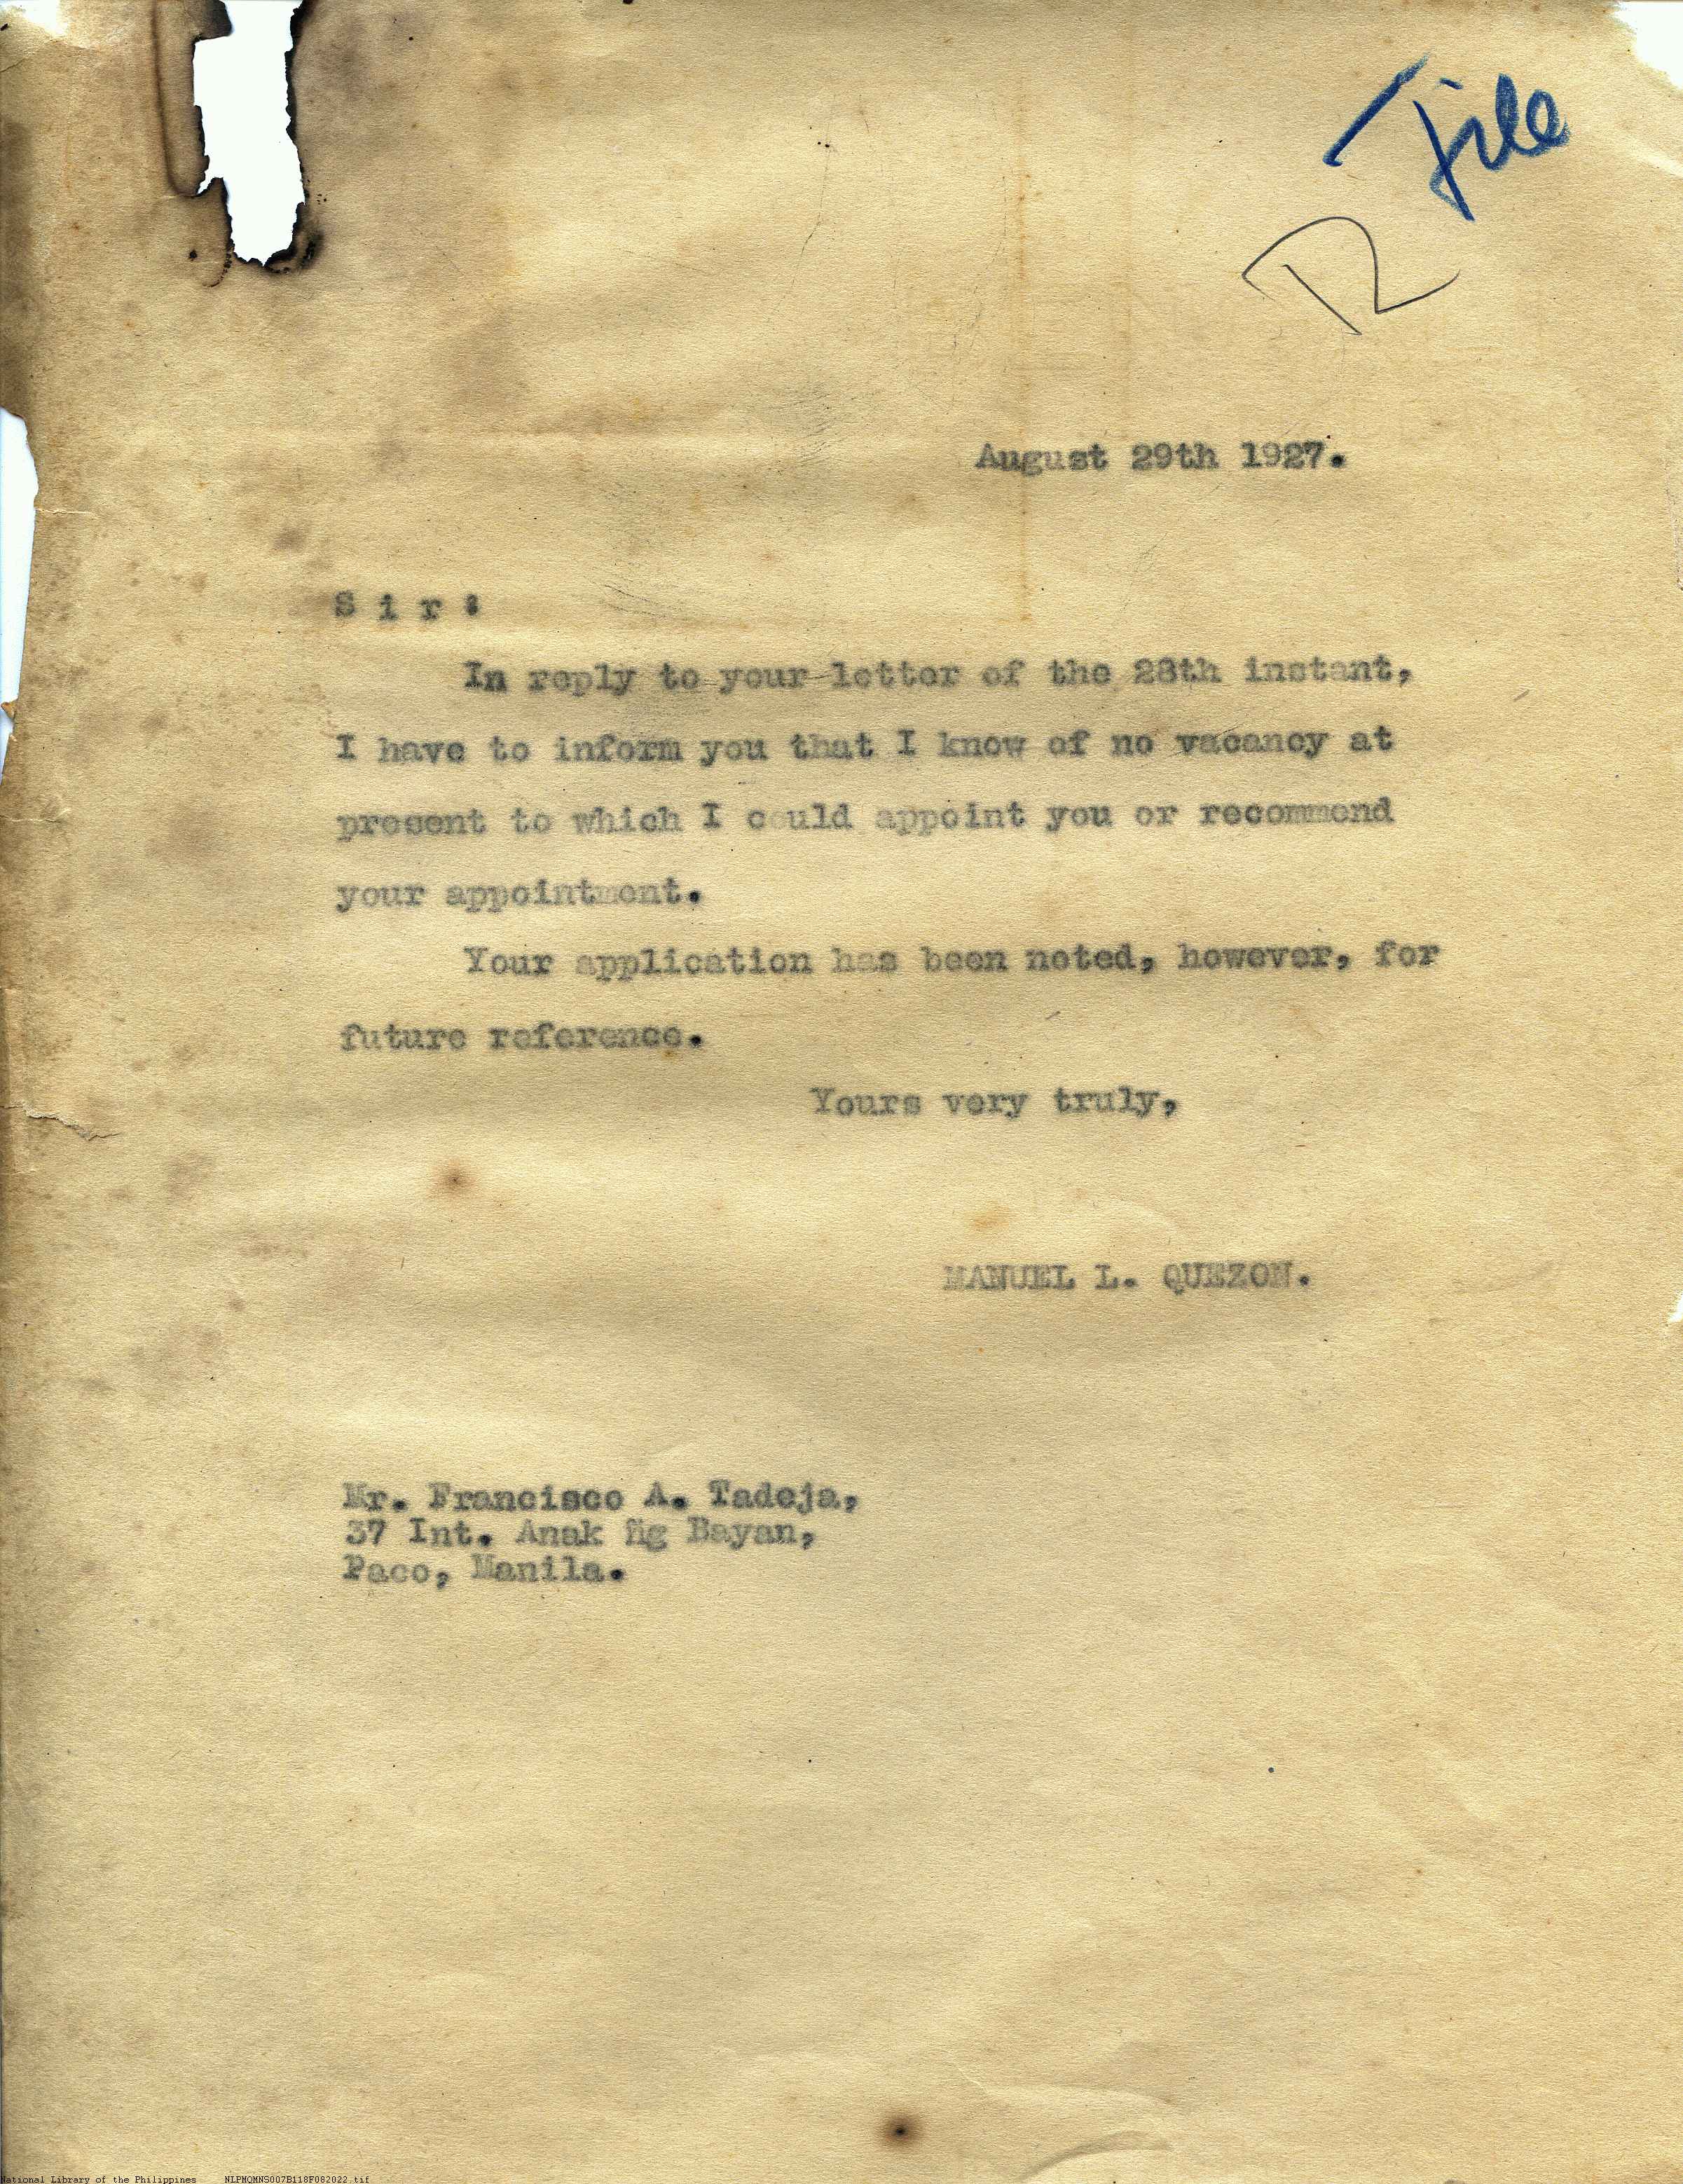 File
R
August 29th 1927.
S i r :
In reply to your letter of the 28th instant,
I have to inform you that I know of no vacancy at
present to which I could appoint you or recommend
your appointment.
Your application has been noted, however, for
future reference.
Yours very truly,
MANUEL L. QUEZON.
Mr. Francisco A. Tadeja,
37 Int. Anak ñg Bayan,
Paco, Manila.
National Library of the Philippines NLPMQMNS007B118F082022.tif